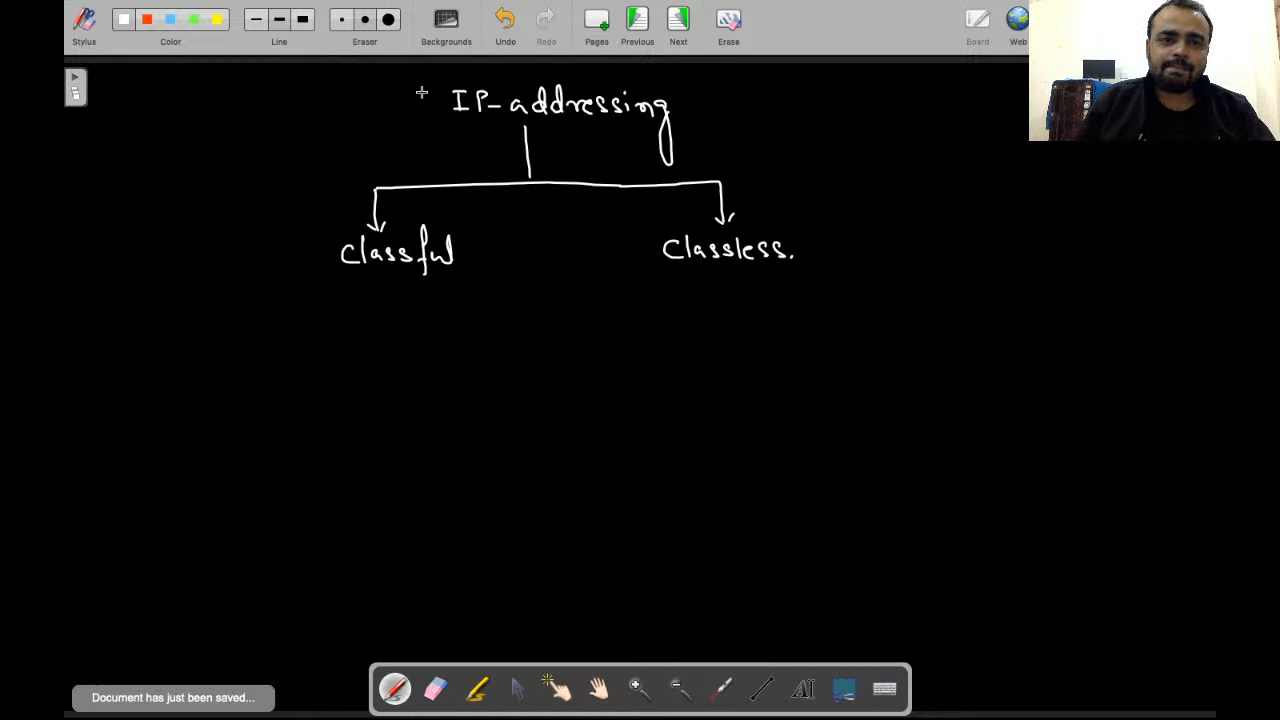 Stylus Color Line Eraser Backgrounds Undo Redo Pages Previous Next Erase Board Web
IP-addressing
Classful Classless.
Document has just been saved...